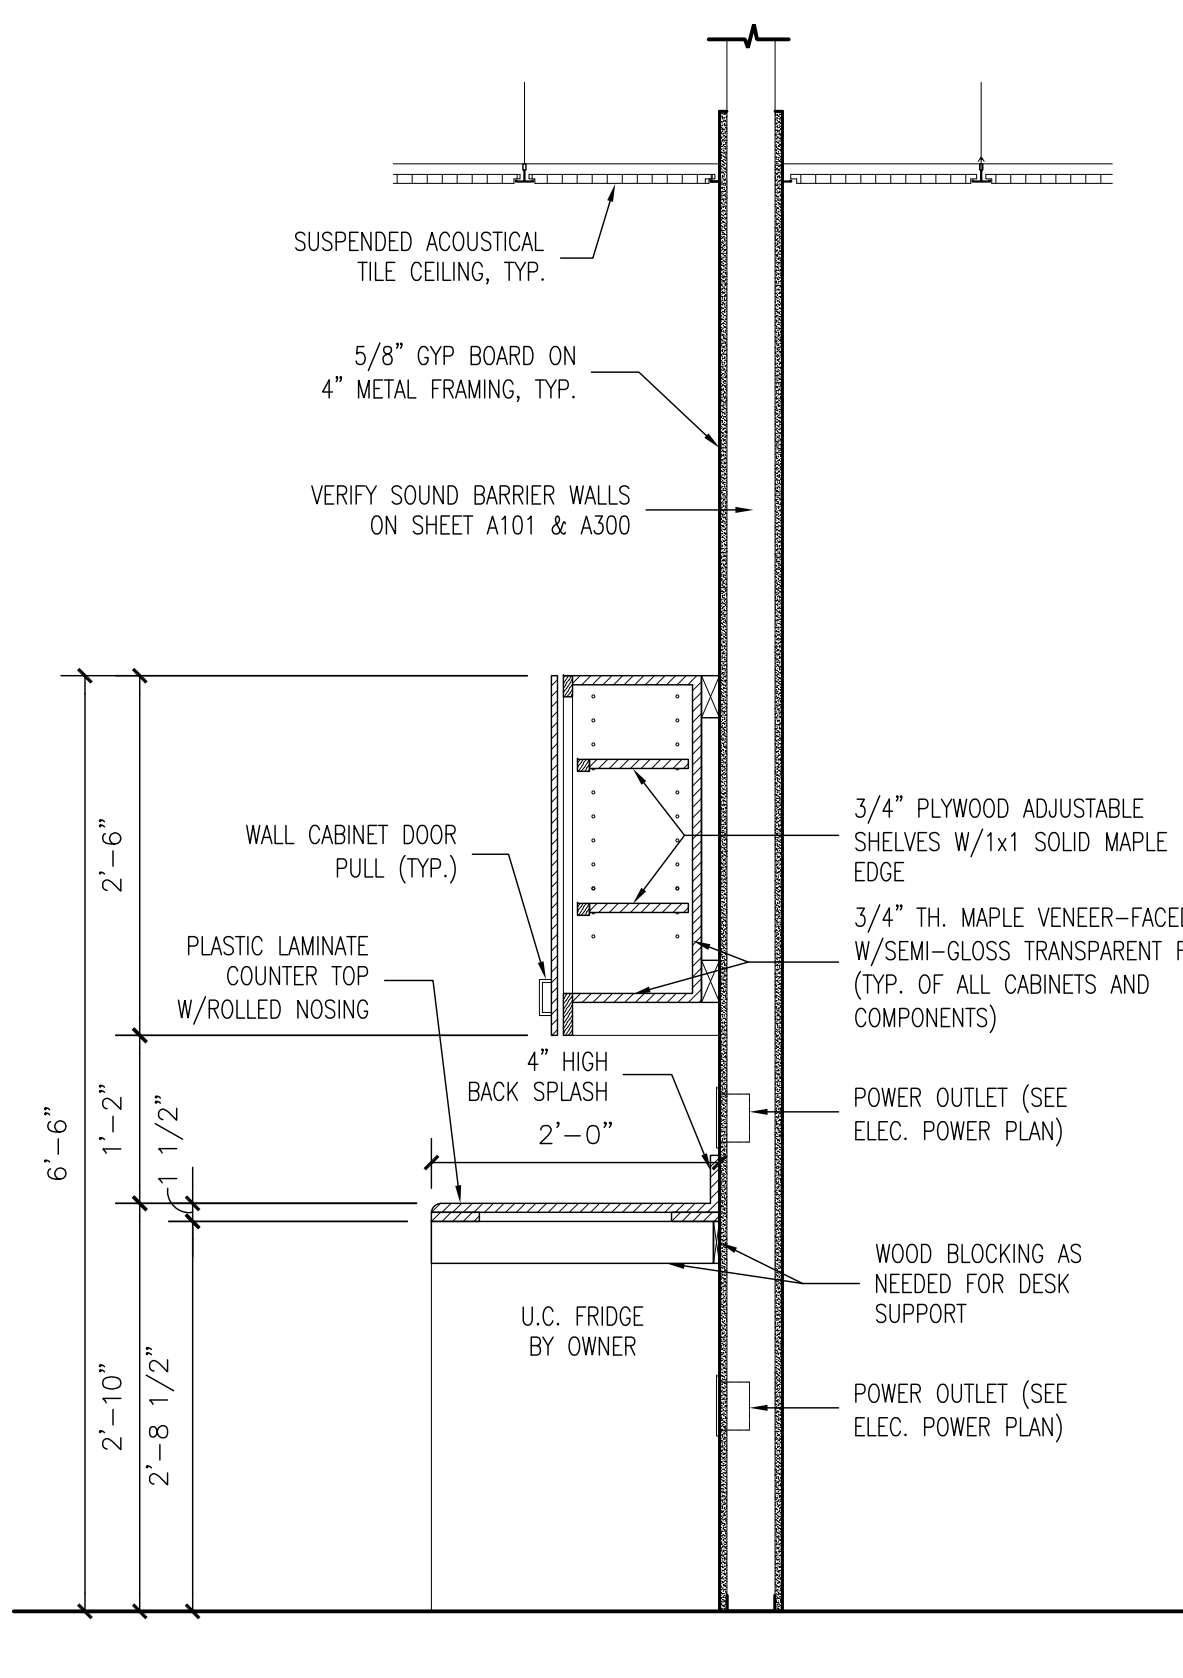 SUSPENDED ACOUSTICAL
TILE CEILING, TYP.
5/8" GYP BOARD ON
4" METAL FRAMING, TYP.
VERIFY SOUND BARRIER WALLS
ON SHEET A101 & A300
WALL CABINET DOOR
PULL (TYP.)
PLASTIC LAMINATE
COUNTER TOP
W/ROLLED NOSING
3/4" PLYWOOD ADJUSTABLE
SHELVES W/1x1 SOLID MAPLE
EDGE
3/4" TH. MAPLE VENEER-FACE
W/SEMI-GLOSS TRANSPARENT
(TYP. OF ALL CABINETS AND
COMPONENTS)
4" HIGH
BACK SPLASH
2'-0"
POWER OUTLET (SEE
ELEC. POWER PLAN)
WOOD BLOCKING AS
NEEDED FOR DESK
SUPPORT
U.C. FRIDGE
BY OWNER
POWER OUTLET (SEE
ELEC. POWER PLAN)
6'-6"
2'-6"
1'-2"
1 1/2"
2'-10"
2'-8 1/2"